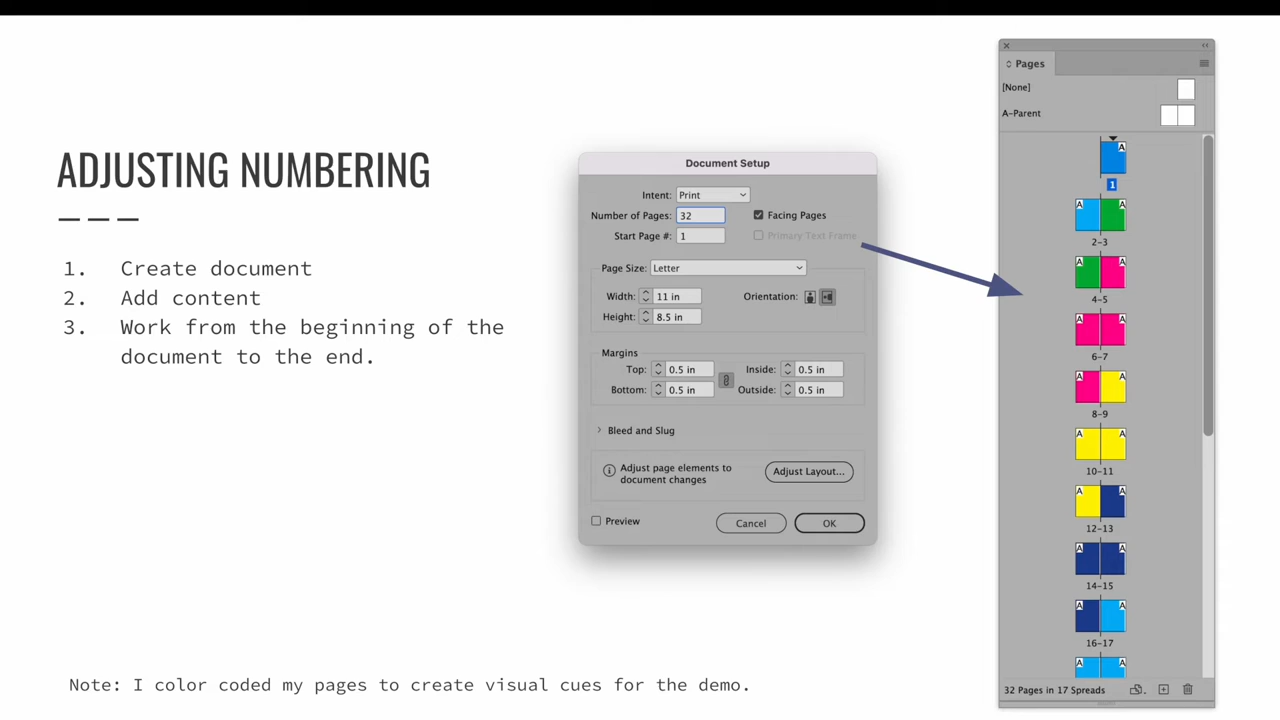 ADJUSTING NUMBERING
1. Create document
2. Add content
3. Work from the beginning of the
document to the end.
Note: I color coded my pages to create visual cues for the demo.
Document Setup
Intent: Print
Number of Pages: 32
Facing Pages
Start Page #: 1
Primary Text Frame
Page Size: Letter
Width: 11 in
Orientation:
Height: 8.5 in
Margins
Top: 0.5 in
Inside: 0.5 in
Bottom: 0.5 in
Outside: 0.5 in
Bleed and Slug
Adjust page elements to
document changes
Adjust Layout...
Preview
Cancel
OK
Pages
[None]
A-Parent
A
1
A A
2-3
A A
4-5
A A
6-7
A A
8-9
A A
10-11
A A
12-13
A A
14-15
A A
16-17
A A
32 Pages in 17 Spreads